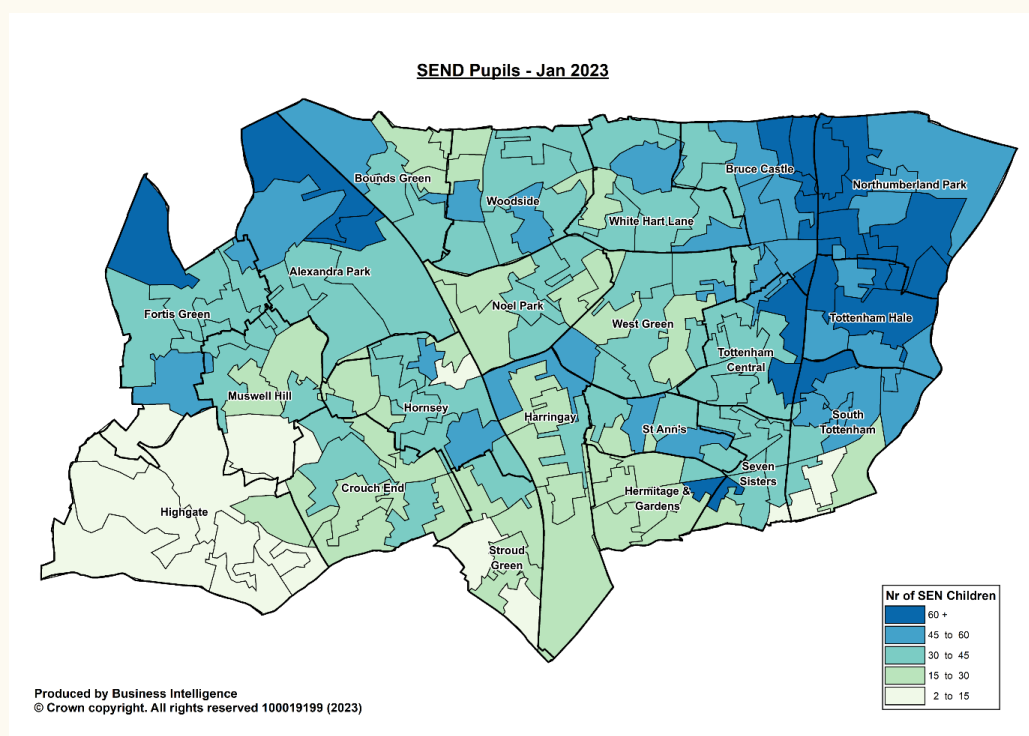 SEND Pupils - Jan 2023
Bounds Green
Woodside
White Hart Lane
Bruce Castle
Northumberland Park
Alexandra Park
Fortis Green
Noel Park
West Green
Tottenham Hale
Tottenham
Central
Muswell Hill
Hornsey
Harringay
St Ann's
South
Tottenham
Crouch End
Highgate
Hermitage &
Gardens
Seven
Sisters
Stroud
Green
Nr of SEN Children
60 +
45 to 60
30 to 45
15 to 30
2 to 15
Produced by Business Intelligence
© Crown copyright. All rights reserved 100019199 (2023)